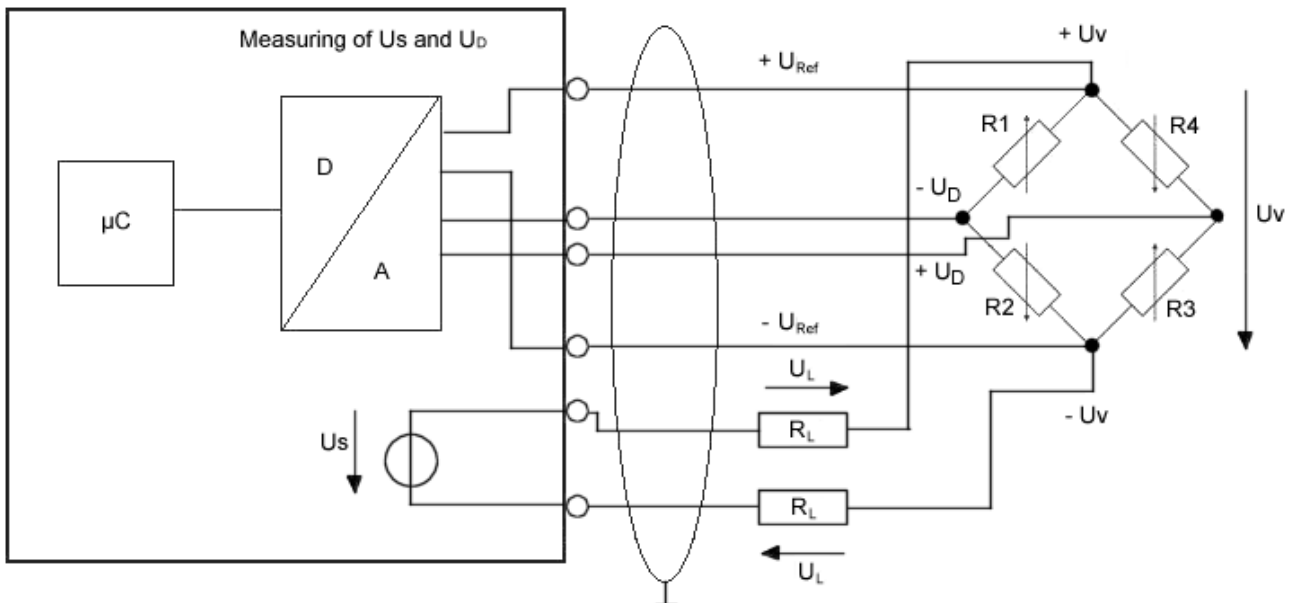 + Uv
Measuring of Us and UD
+ URef
R1
R4
D
- UD
µC
Uv
A
+ UD
R2
R3
- URef
UL
- Uv
Us
RL
RL
UL